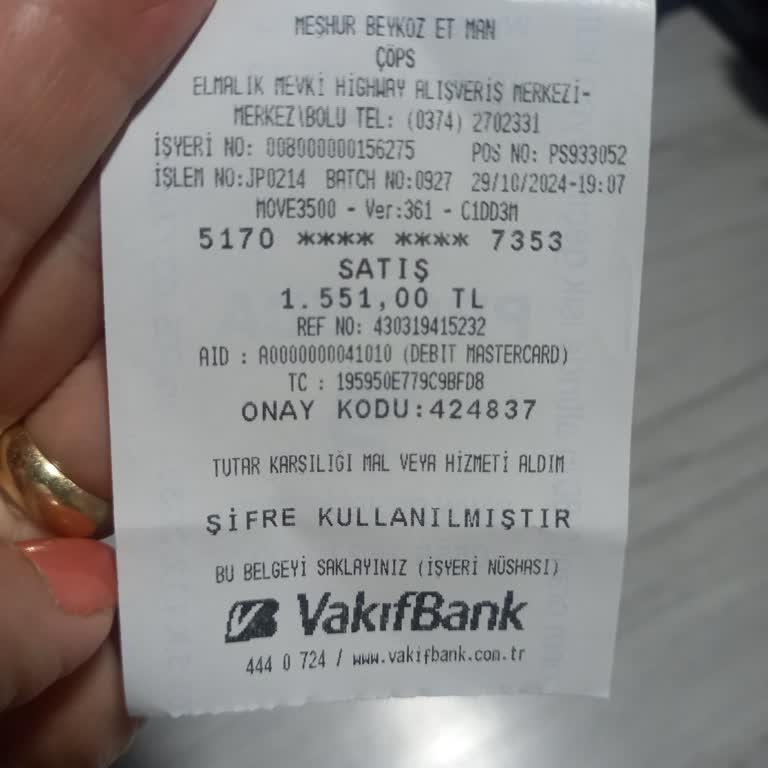 MEŞHUR BEYKOZ ET MAN
ÇÖPS
ELMALIK MEVKİ HİGHWAY ALIŞVERİŞ MERKEZİ-
MERKEZ\BOLU TEL: (0374) 2702331
İŞYERİ NO: 008000000156275 POS NO: PS933052
İŞLEM NO:JP0214 BATCH NO:0927 29/10/2024-19:07
MOVE3500 - Ver:361 - C1DD3M
5170 **** **** 7353
SATIŞ
1.551,00 TL
REF NO: 430319415232
AID : A0000000041010 (DEBIT MASTERCARD)
TC : 195950E779C9BFD8
ONAY KODU:424837
TUTAR KARŞILIĞI MAL VEYA HİZMETİ ALDIM
ŞİFRE KULLANILMIŞTIR
BU BELGEYİ SAKLAYINIZ (İŞYERİ NÜSHASI)
VakıfBank
444 0 724 / www.vakifbank.com.tr